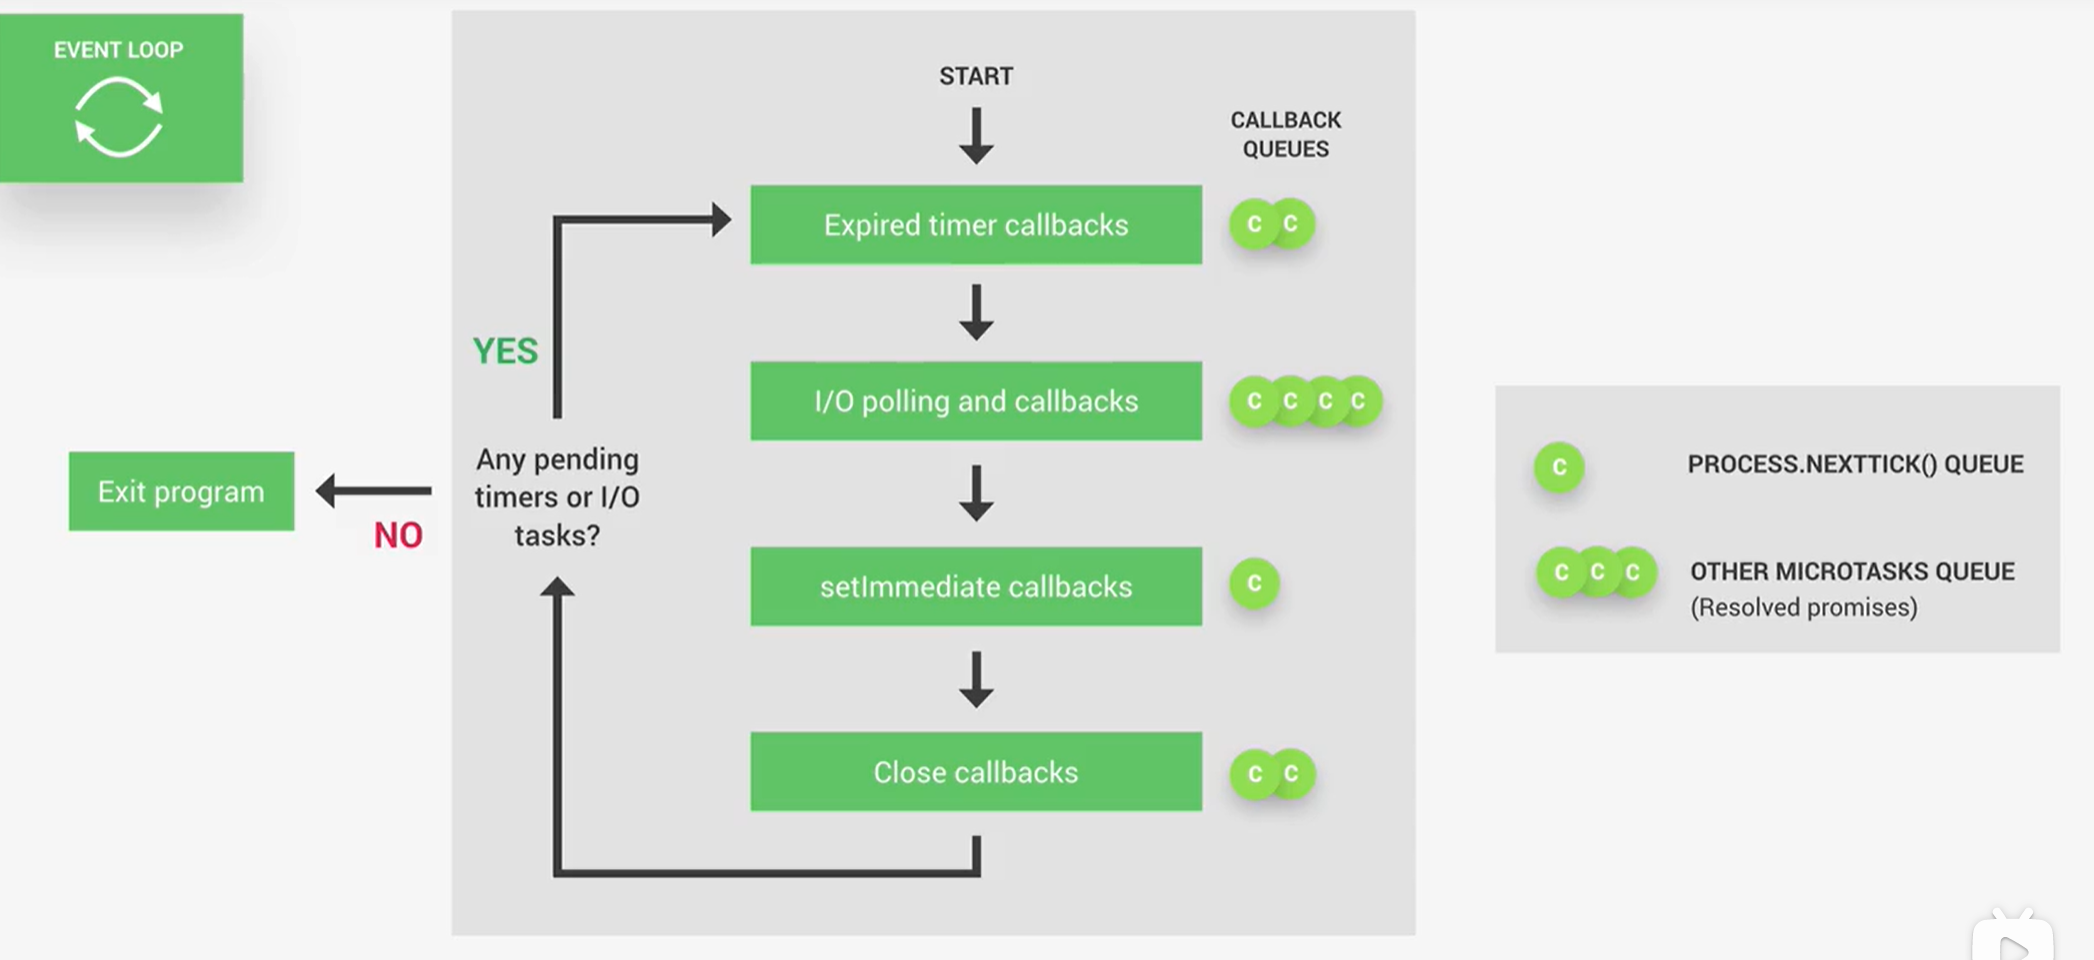 EVENT LOOP
START
CALLBACK
QUEUES
Expired timer callbacks
C C
YES
I/O polling and callbacks
C C C C
Any pending
timers or I/O
tasks?
Exit program
NO
setImmediate callbacks
C
Close callbacks
C C
C
PROCESS.NEXTTICK() QUEUE
C C C
OTHER MICROTASKS QUEUE
(Resolved promises)